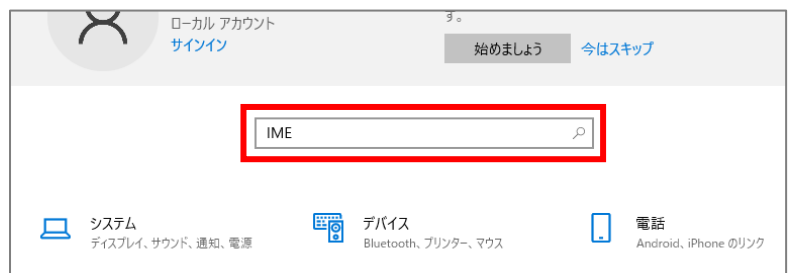 ローカル アカウント
サインイン
す。
始めましょう
今はスキップ
IME
システム
ディスプレイ、サウンド、通知、電源
デバイス
Bluetooth、プリンター、マウス
電話
Android、iPhone のリンク